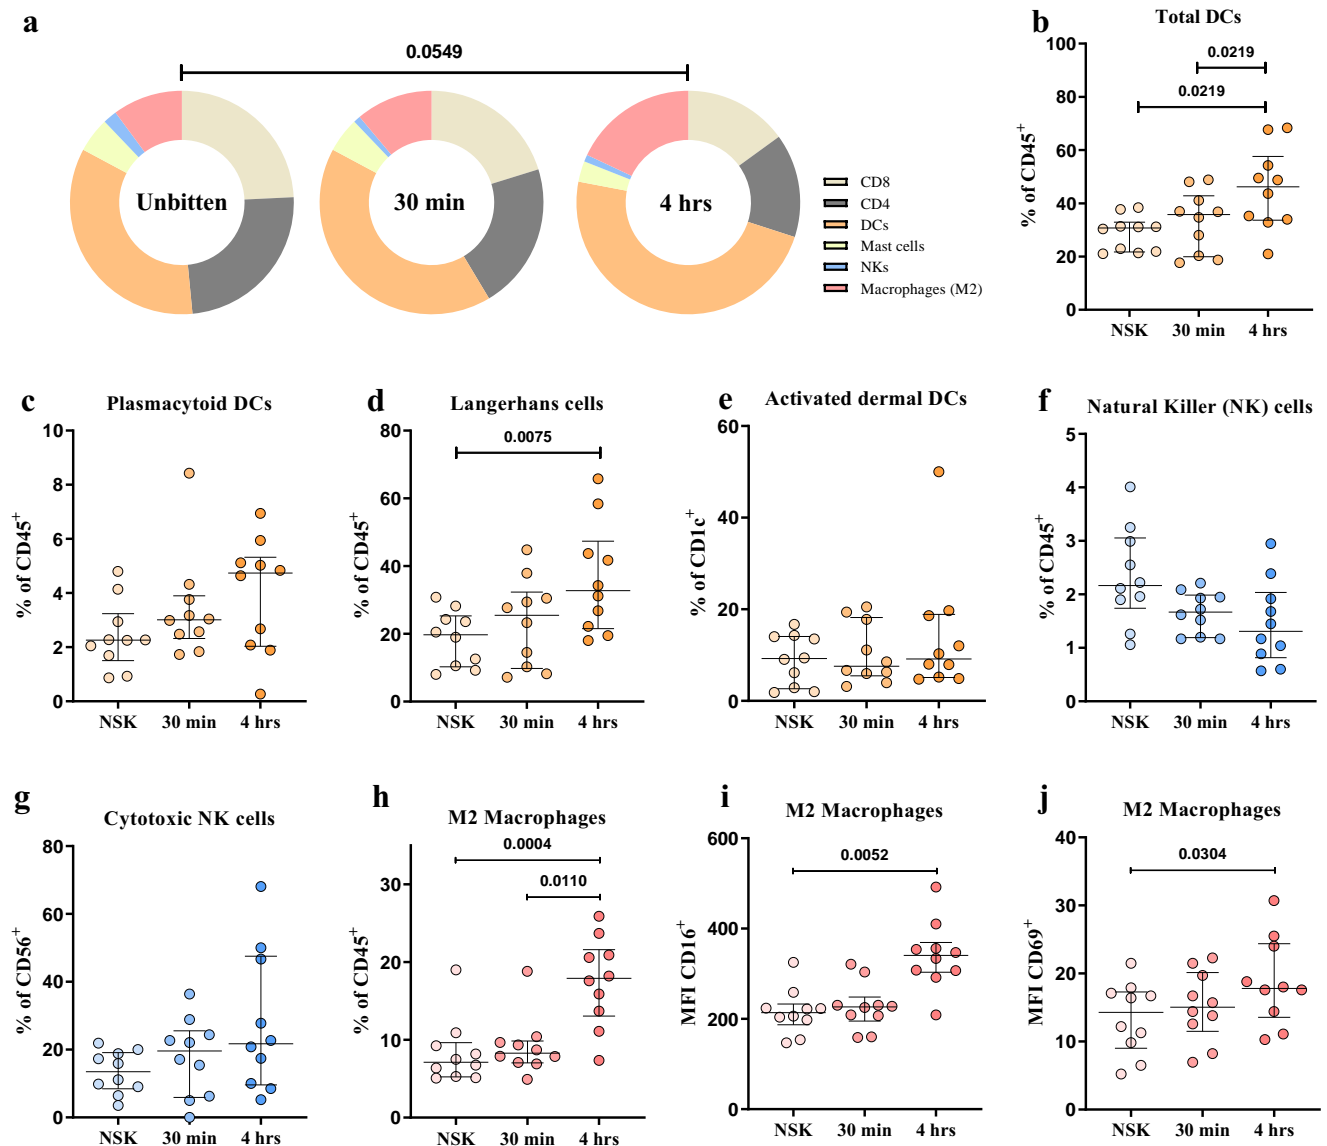 a
0.0549
Unbitten
30 min
4 hrs
CD8
CD4
DCs
Mast cells
NKs
Macrophages (M2)
b
Total DCs
0.0219
0.0219
% of CD45+
100
80
60
40
20
0
NSK 30 min 4 hrs
c
Plasmacytoid DCs
% of CD45+
10
8
6
4
2
0
NSK 30 min 4 hrs
d
Langerhans cells
0.0075
% of CD45+
80
60
40
20
0
NSK 30 min 4 hrs
e
Activated dermal DCs
% of CD1c+
60
40
20
0
NSK 30 min 4 hrs
f
Natural Killer (NK) cells
% of CD45+
5
4
3
2
1
0
NSK 30 min 4 hrs
g
Cytotoxic NK cells
% of CD56+
80
60
40
20
0
NSK 30 min 4 hrs
h
M2 Macrophages
0.0004
0.0110
% of CD45+
30
20
10
0
NSK 30 min 4 hrs
i
M2 Macrophages
0.0052
MFI CD16+
600
400
200
0
NSK 30 min 4 hrs
j
M2 Macrophages
0.0304
MFI CD69+
40
30
20
10
0
NSK 30 min 4 hrs